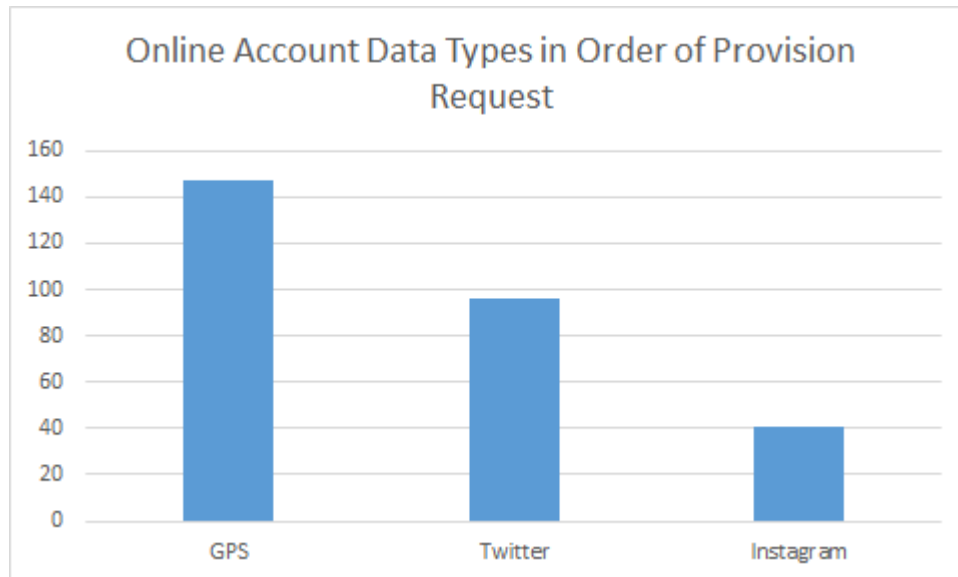 Online Account Data Types in Order of Provision
Request
160
140
120
100
80
60
40
20
0
GPS
Twitter
Instagram